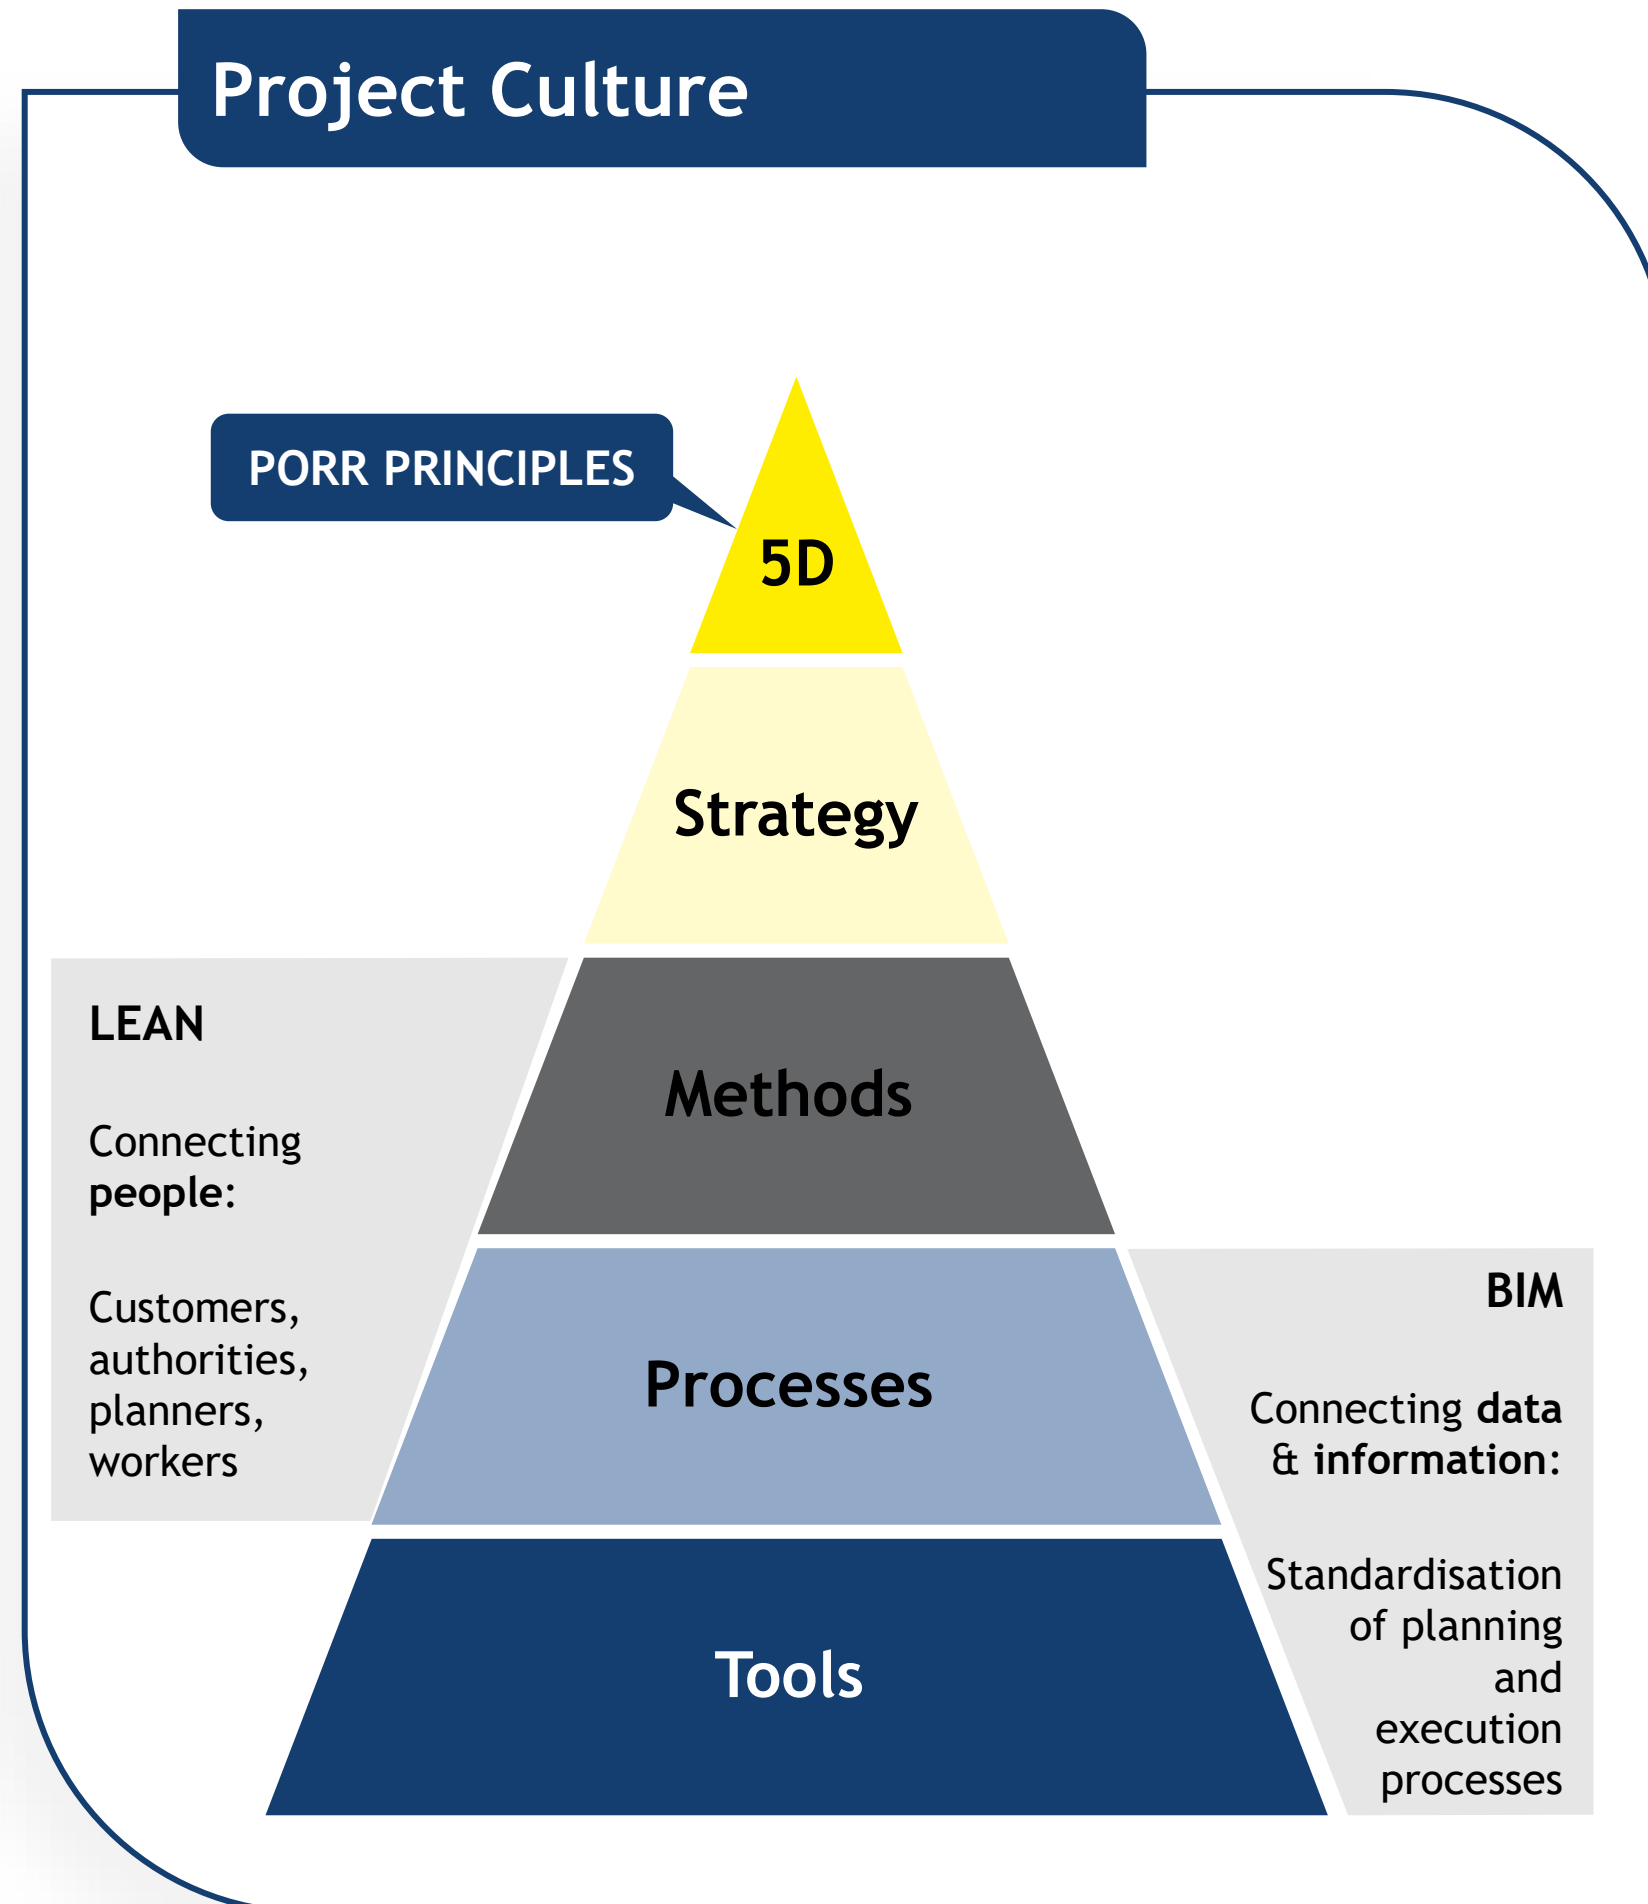 Project Culture
PORR PRINCIPLES
5D
Strategy
LEAN
Connecting
people:
Customers,
authorities,
planners,
workers
Methods
Processes
Tools
BIM
Connecting data
& information:
Standardisation
of planning
and
execution
processes